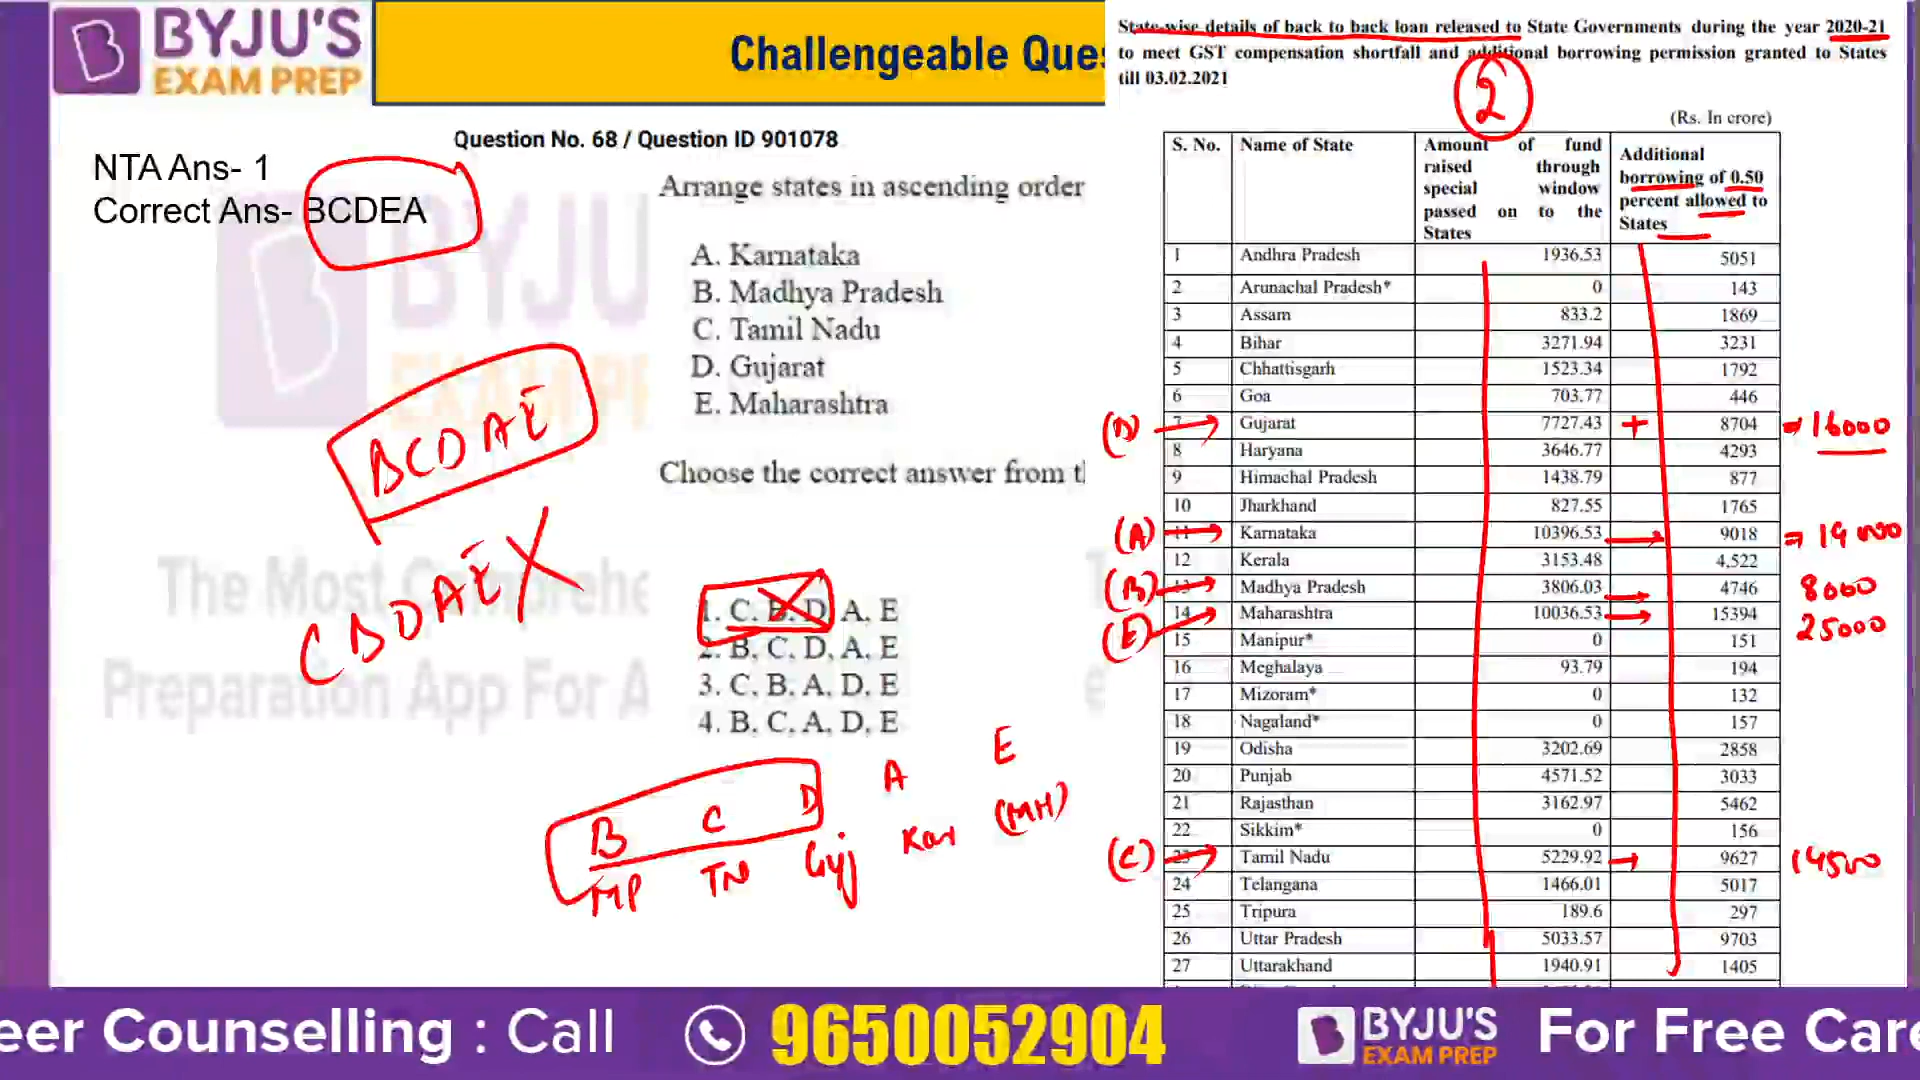 BYJU'S
EXAM PREP
Challengeable Ques
Question No. 68 / Question ID 901078
NTA Ans- 1
Correct Ans- BCDEA
Arrange states in ascending order
A. Karnataka
B. Madhya Pradesh
C. Tamil Nadu
D. Gujarat
E. Maharashtra
Choose the correct answer from t
1. C, B, D, A, E
2. B, C, D, A, E
3. C, B, A, D, E
4. B, C, A, D, E
BCDAE
CBDAE X
B C D A E
MP TN Guj Kar (MH)
BYJU
EXAM PR
The Most Comprehe
Preparation App For A
State-wise details of back to back loan released to State Governments during the year 2020-21
to meet GST compensation shortfall and additional borrowing permission granted to States
till 03.02.2021
2
(Rs. In crore)
S. No. Name of State Amount of fund raised through special window passed on to the States Additional borrowing of 0.50 percent allowed to States
1 Andhra Pradesh 1936.53 5051
2 Arunachal Pradesh* 0 143
3 Assam 833.2 1869
4 Bihar 3271.94 3231
5 Chhattisgarh 1523.34 1792
6 Goa 703.77 446
(D) → 7 Gujarat 7727.43 + 8704 = 16000
8 Haryana 3646.77 4293
9 Himachal Pradesh 1438.79 877
10 Jharkhand 827.55 1765
(A) → 11 Karnataka 10396.53 → 9018 = 19000
12 Kerala 3153.48 4,522
(B) → 13 Madhya Pradesh 3806.03 → 4746 8000
(E) → 14 Maharashtra 10036.53 → 15394 25000
15 Manipur* 0 151
16 Meghalaya 93.79 194
17 Mizoram* 0 132
18 Nagaland* 0 157
19 Odisha 3202.69 2858
20 Punjab 4571.52 3033
21 Rajasthan 3162.97 5462
22 Sikkim* 0 156
(C) → 23 Tamil Nadu 5229.92 → 9627 14500
24 Telangana 1466.01 5017
25 Tripura 189.6 297
26 Uttar Pradesh 5033.57 9703
27 Uttarakhand 1940.91 1405
eer Counselling : Call 9650052904 BYJU'S EXAM PREP For Free Care